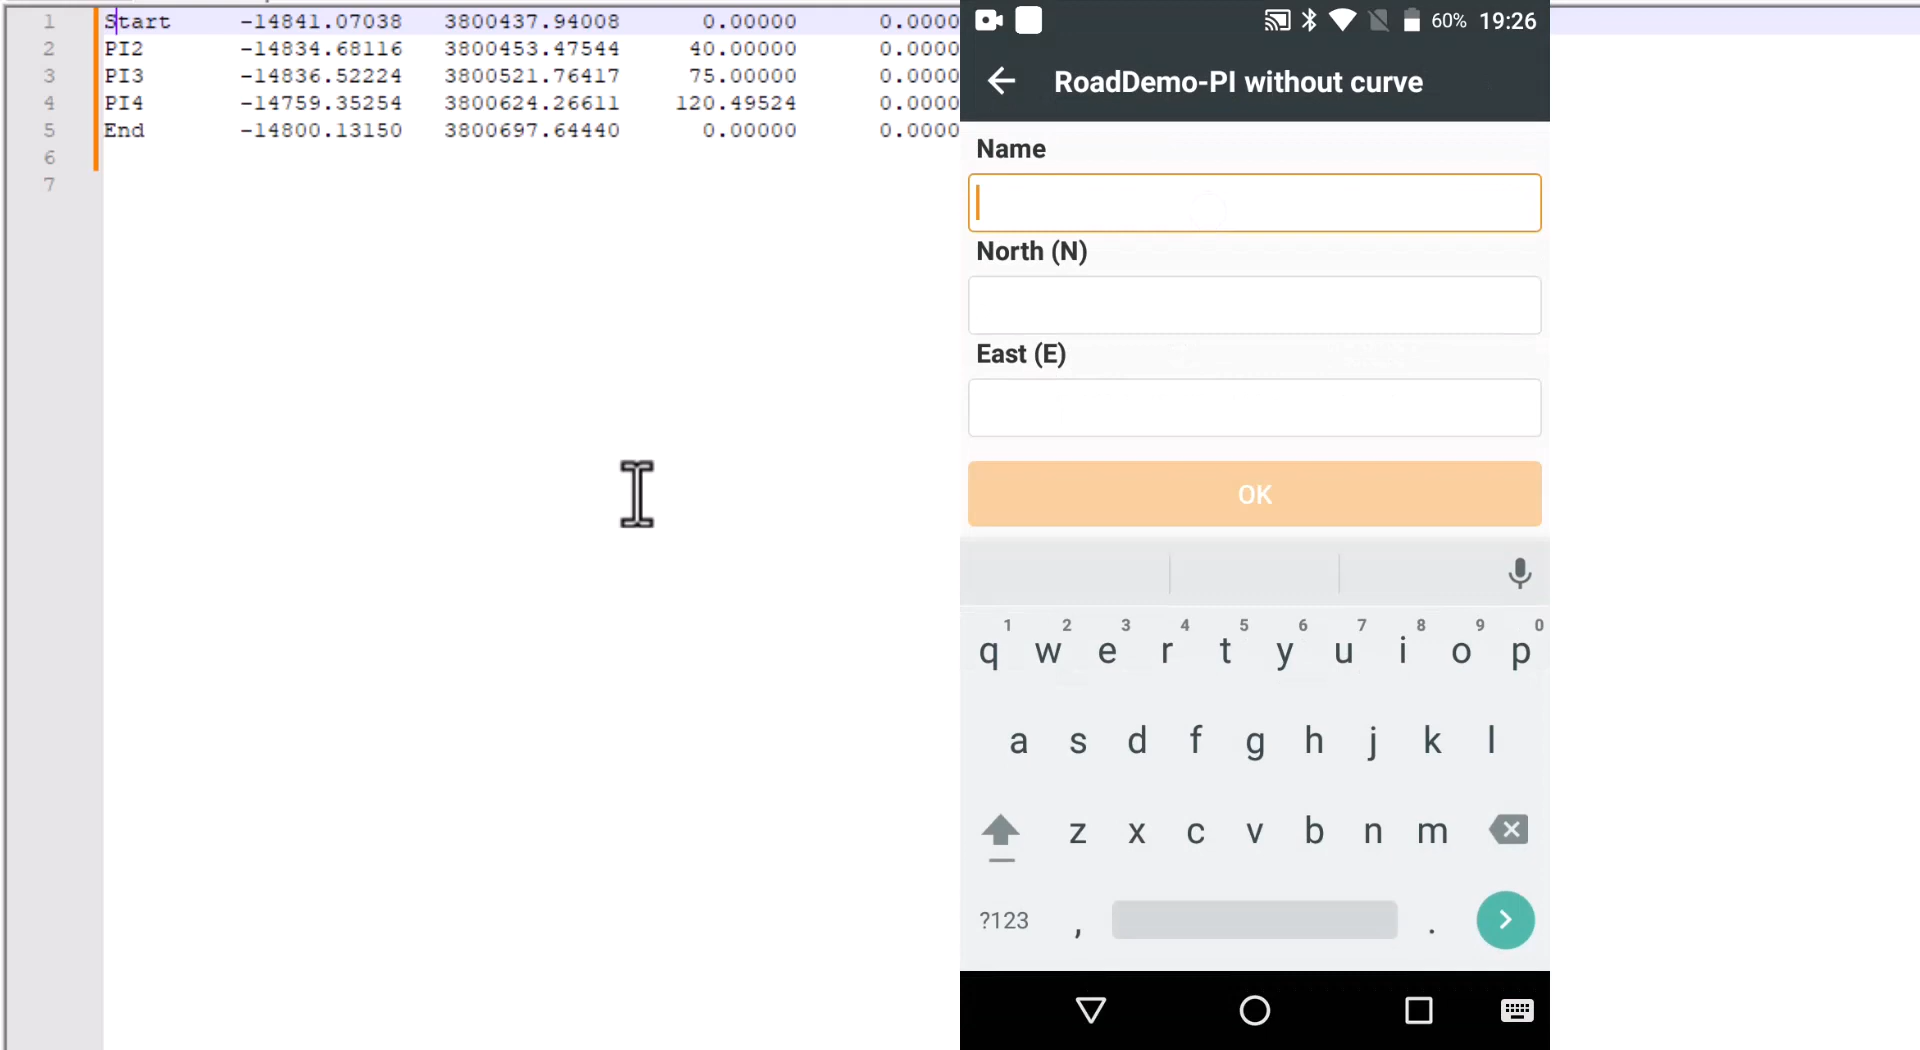 1 Start -14841.07038 3800437.94008 0.00000 0.0000
2 PI2 -14834.68116 3800453.47544 40.00000 0.0000
3 PI3 -14836.52224 3800521.76417 75.00000 0.0000
4 PI4 -14759.35254 3800624.26611 120.49524 0.0000
5 End -14800.13150 3800697.64440 0.00000 0.0000
6
7
60% 19:26
RoadDemo-PI without curve
Name
North (N)
East (E)
OK
1 2 3 4 5 6 7 8 9 0
q w e r t y u i o p
a s d f g h j k l
z x c v b n m
?123 , .